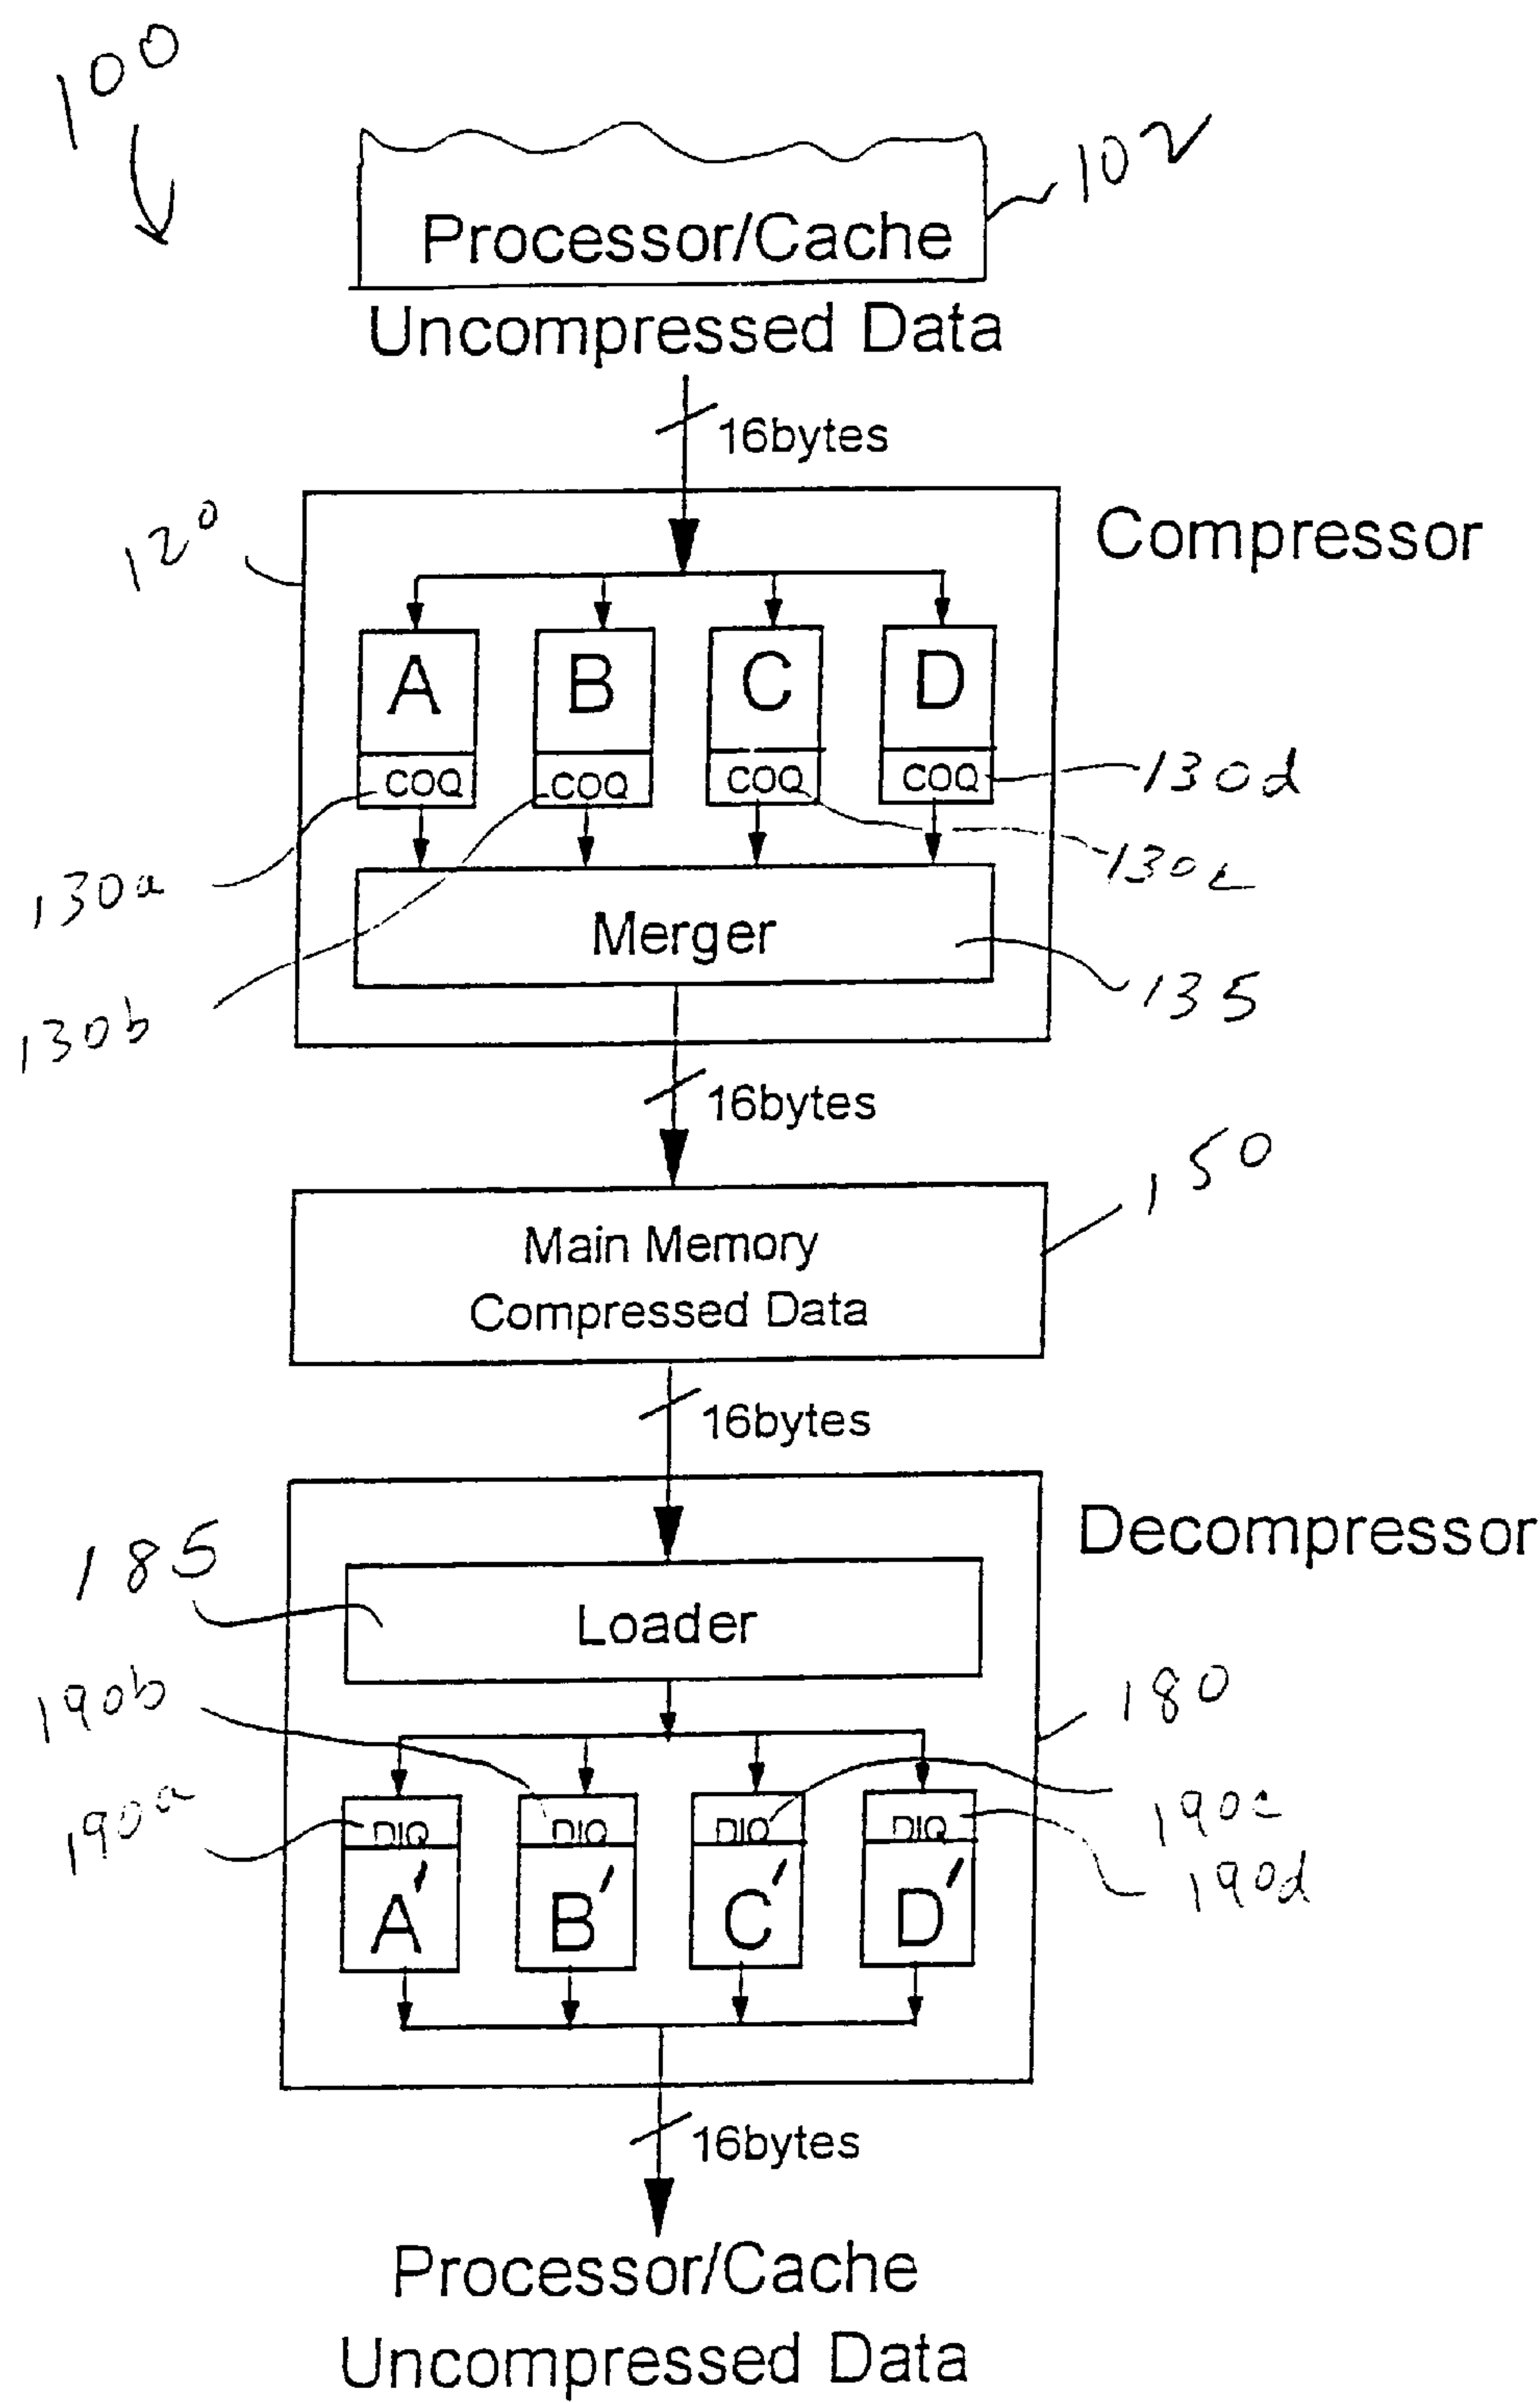 100
Processor/Cache
102
Uncompressed Data
16bytes
120
Compressor
A B C D
COQ COQ COQ COQ
130d
130a
130c
Merger
130b
135
16bytes
150
Main Memory
Compressed Data
16bytes
Decompressor
185
Loader
190b
180
190a
DIQ DIQ DIQ DIQ
190c
A' B' C' D'
190d
16bytes
Processor/Cache
Uncompressed Data